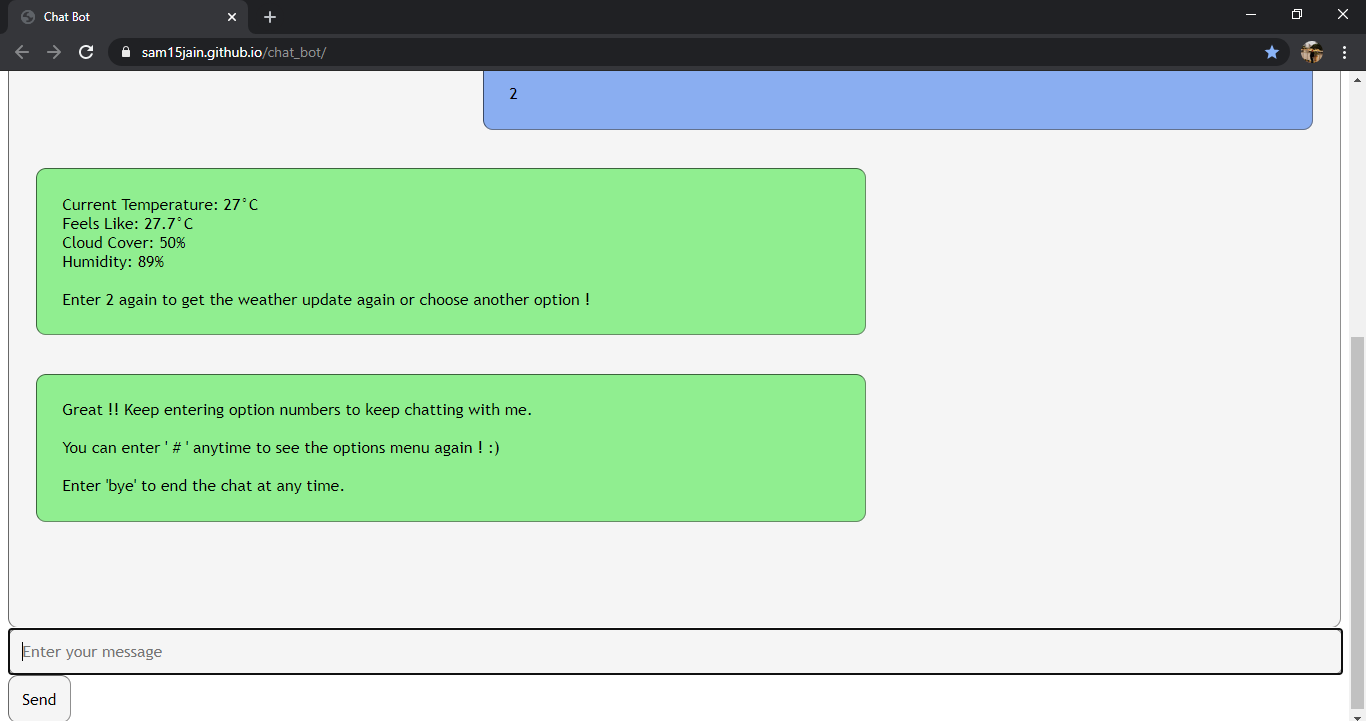 Chat Bot
sam15jain.github.io/chat_bot/
2
Current Temperature: 27°C
Feels Like: 27.7°C
Cloud Cover: 50%
Humidity: 89%
Enter 2 again to get the weather update again or choose another option !
Great !! Keep entering option numbers to keep chatting with me.
You can enter ' # ' anytime to see the options menu again ! :)
Enter 'bye' to end the chat at any time.
Enter your message
Send